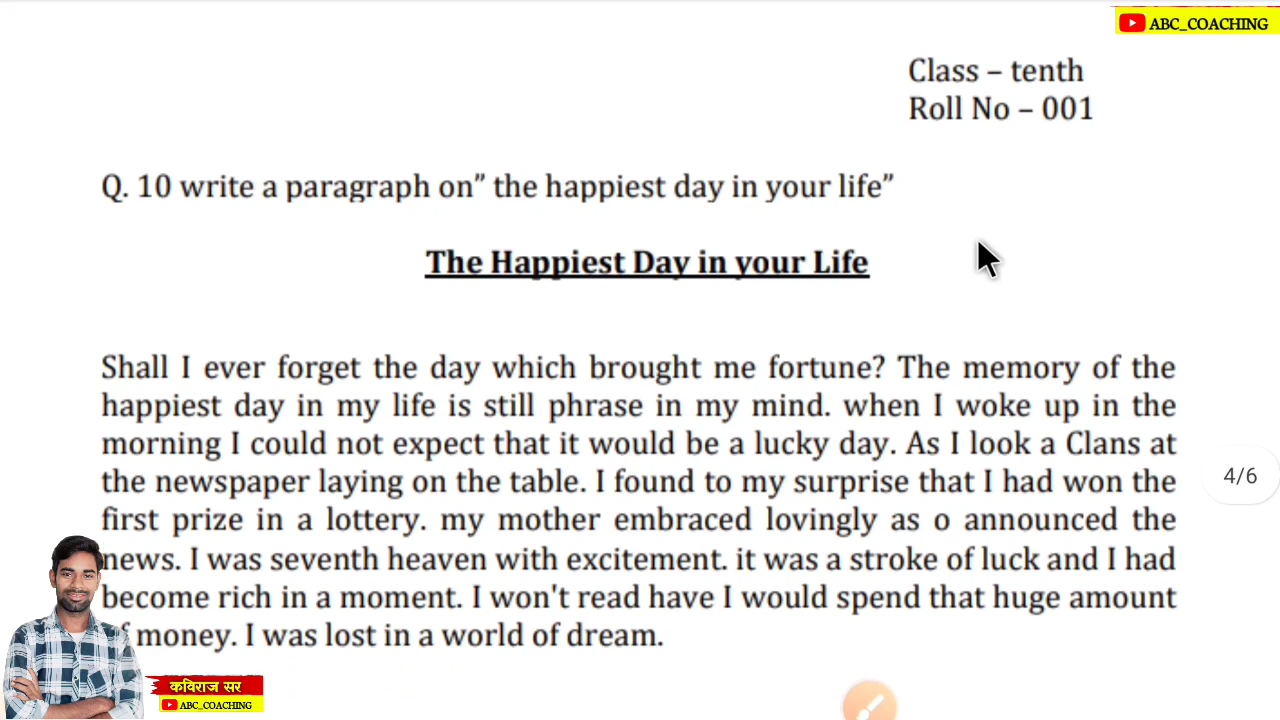 ABC_COACHING
Class – tenth
Roll No – 001
Q. 10 write a paragraph on” the happiest day in your life”
The Happiest Day in your Life
Shall I ever forget the day which brought me fortune? The memory of the
happiest day in my life is still phrase in my mind. when I woke up in the
morning I could not expect that it would be a lucky day. As I look a Clans at
the newspaper laying on the table. I found to my surprise that I had won the
first prize in a lottery. my mother embraced lovingly as o announced the
news. I was seventh heaven with excitement. it was a stroke of luck and I had
become rich in a moment. I won't read have I would spend that huge amount
of money. I was lost in a world of dream.
4/6
कविराज सर
ABC_COACHING